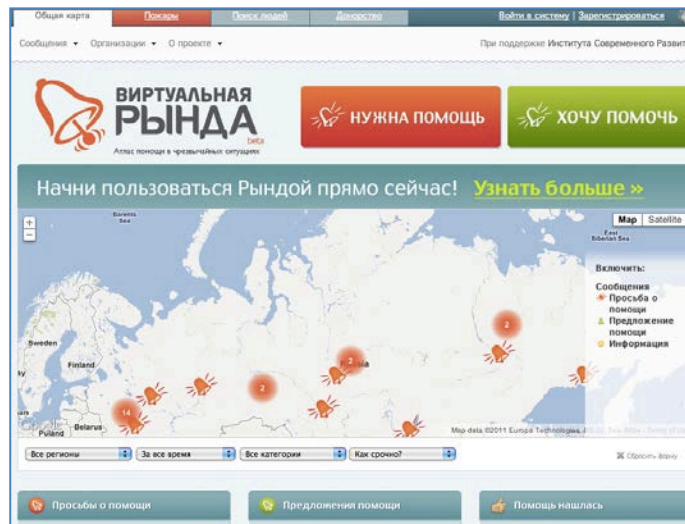 Общая карта Пожары Поиск людей Донорство Войти в систему | Зарегистрироваться
Сообщения Организации О проекте При поддержке Института Современного Развит
ВИРТУАЛЬНАЯ
РЫНДА
beta
Атлас помощи в чрезвычайных ситуациях
НУЖНА ПОМОЩЬ
ХОЧУ ПОМОЧЬ
Начни пользоваться Рындой прямо сейчас! Узнать больше »
Barents
Sea
Map Satellite
East
Siberian Sea
Включить:
Сообщения
Просьба о
помощи
Предложение
помощи
Информация
Sweden
Finland
2
2
2
14
Belarus
Poland
Map data ©2011 Europa Technologies
Все регионы За все время Все категории Как срочно? Сбросить форму
Просьбы о помощи Предложения помощи Помощь нашлась